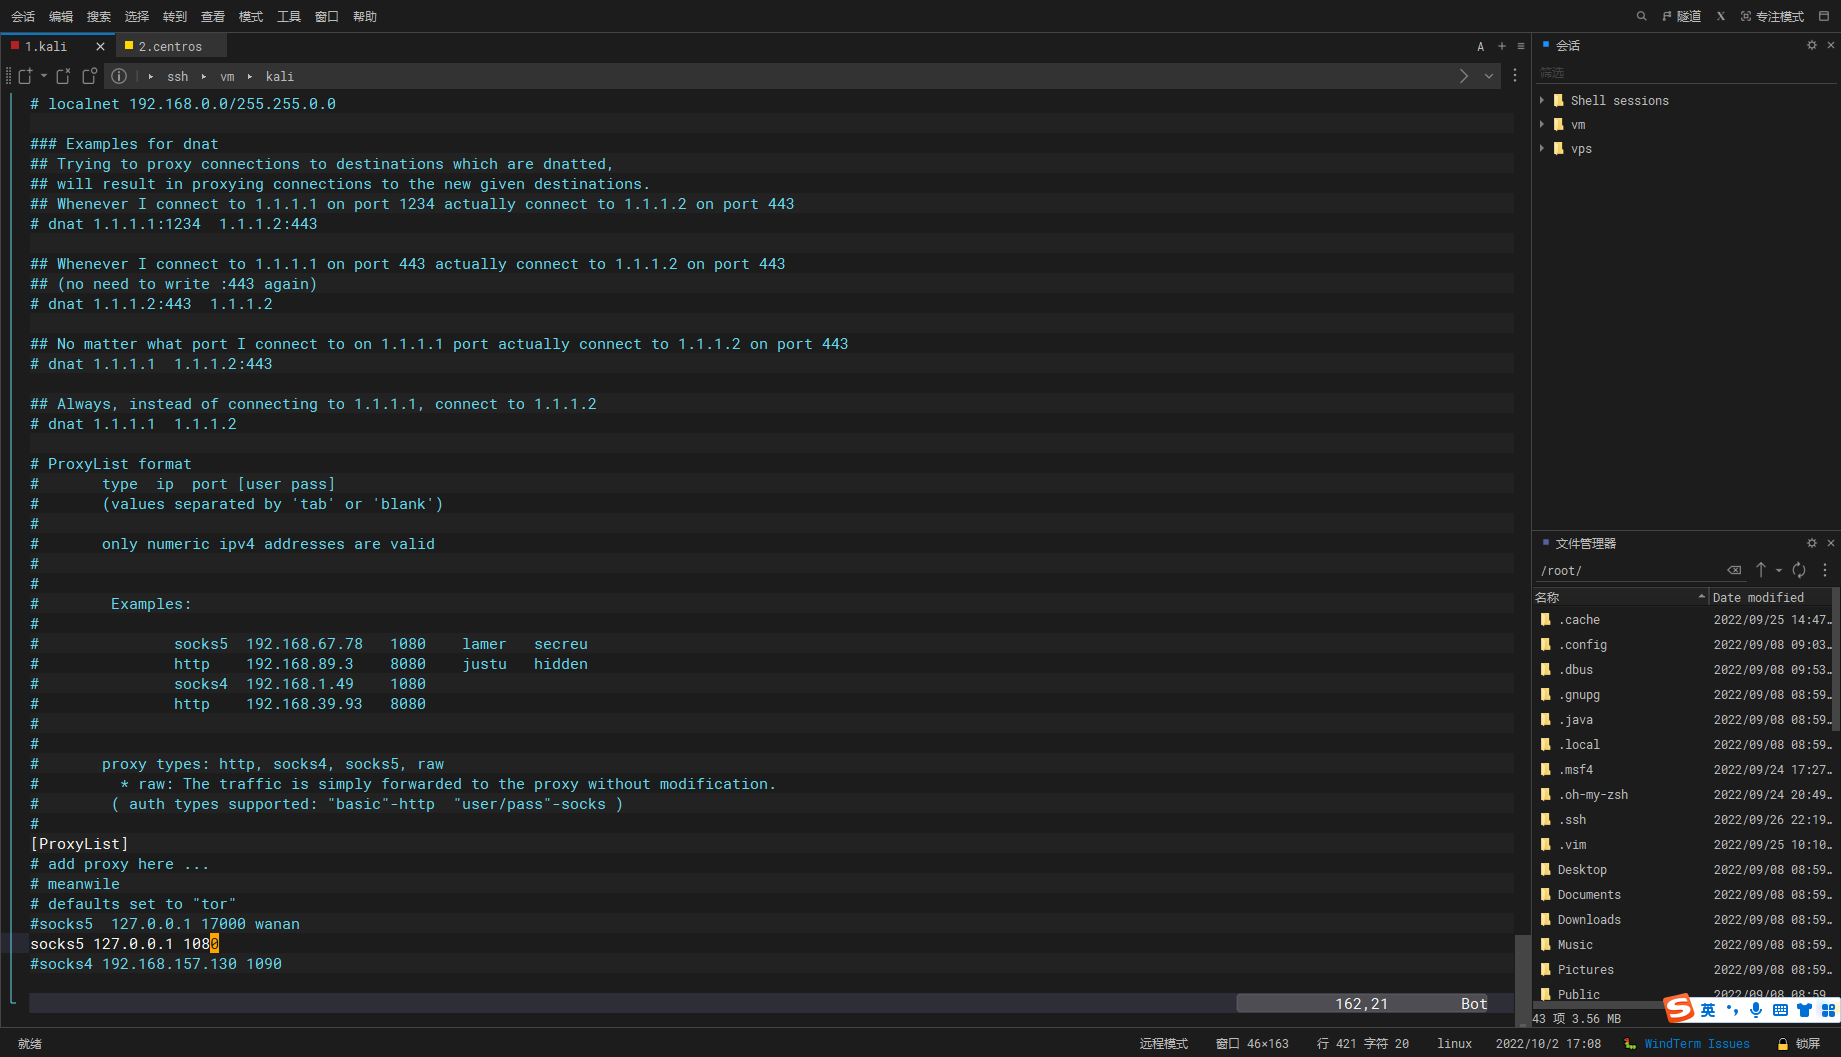 会话 编辑 搜索 选择 转到 查看 模式 工具 窗口 帮助
隧道 X 专注模式
1.kali
2.centros
A
ssh vm kali
# localnet 192.168.0.0/255.255.0.0
### Examples for dnat
## Trying to proxy connections to destinations which are dnatted,
## will result in proxying connections to the new given destinations.
## Whenever I connect to 1.1.1.1 on port 1234 actually connect to 1.1.1.2 on port 443
# dnat 1.1.1.1:1234  1.1.1.2:443
## Whenever I connect to 1.1.1.1 on port 443 actually connect to 1.1.1.2 on port 443
## (no need to write :443 again)
# dnat 1.1.1.2:443  1.1.1.2
## No matter what port I connect to on 1.1.1.1 port actually connect to 1.1.1.2 on port 443
# dnat 1.1.1.1  1.1.1.2:443
## Always, instead of connecting to 1.1.1.1, connect to 1.1.1.2
# dnat 1.1.1.1  1.1.1.2
# ProxyList format
#       type  ip  port [user pass]
#       (values separated by 'tab' or 'blank')
#
#       only numeric ipv4 addresses are valid
#
#
#        Examples:
#
#               socks5  192.168.67.78   1080    lamer   secreu
#               http    192.168.89.3    8080    justu   hidden
#               socks4  192.168.1.49    1080
#               http    192.168.39.93   8080
#
#
#       proxy types: http, socks4, socks5, raw
#         * raw: The traffic is simply forwarded to the proxy without modification.
#        ( auth types supported: "basic"-http  "user/pass"-socks )
#
[ProxyList]
# add proxy here ...
# meanwile
# defaults set to "tor"
#socks5  127.0.0.1 17000 wanan
socks5 127.0.0.1 1080
#socks4 192.168.157.130 1090
162,21 Bot
会话
筛选
Shell sessions
vm
vps
文件管理器
/root/
名称 Date modified
.cache 2022/09/25 14:47…
.config 2022/09/08 09:03…
.dbus 2022/09/08 09:53…
.gnupg 2022/09/08 08:59…
.java 2022/09/08 08:59…
.local 2022/09/08 08:59…
.msf4 2022/09/24 17:27…
.oh-my-zsh 2022/09/24 20:49…
.ssh 2022/09/26 22:19…
.vim 2022/09/25 10:10…
Desktop 2022/09/08 08:59…
Documents 2022/09/08 08:59…
Downloads 2022/09/08 08:59…
Music 2022/09/08 08:59…
Pictures 2022/09/08 08:59…
Public 2022/09/08 08:59…
43 项 3.56 MB
S 英
就绪 远程模式 窗口 46×163 行 421 字符 20 linux 2022/10/2 17:08 WindTerm Issues 锁屏